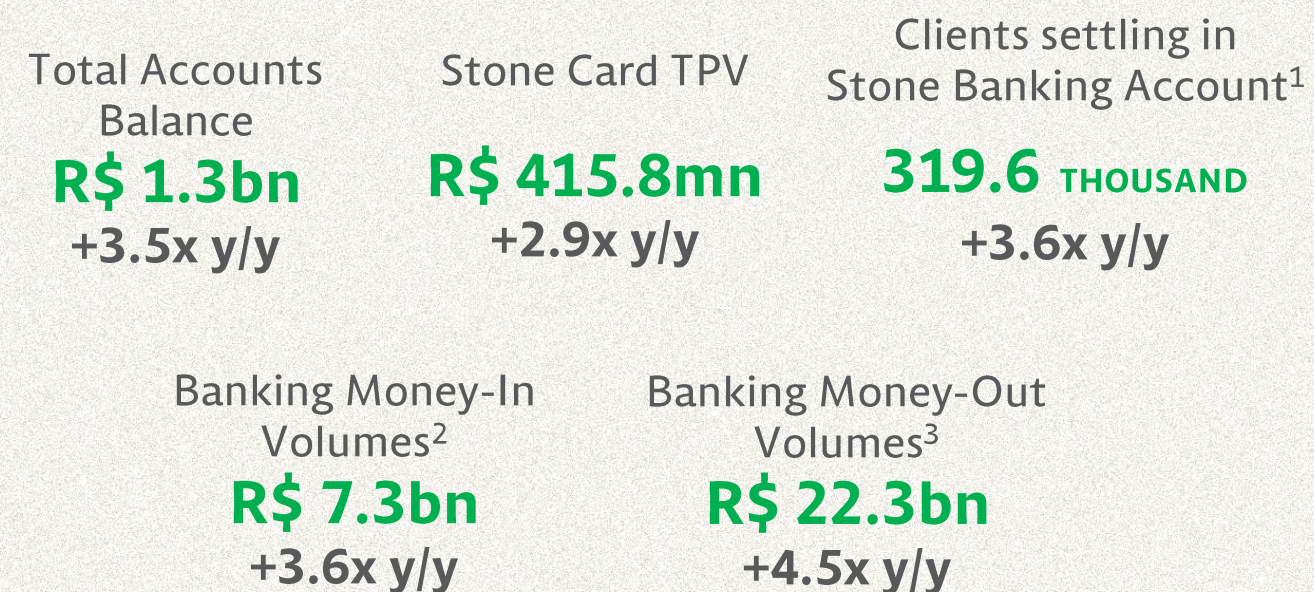 Total Accounts
Balance
R$ 1.3bn
+3.5x y/y
Stone Card TPV
R$ 415.8mn
+2.9x y/y
Clients settling in
Stone Banking Account¹
319.6 THOUSAND
+3.6x y/y
Banking Money-In
Volumes²
R$ 7.3bn
+3.6x y/y
Banking Money-Out
Volumes³
R$ 22.3bn
+4.5x y/y